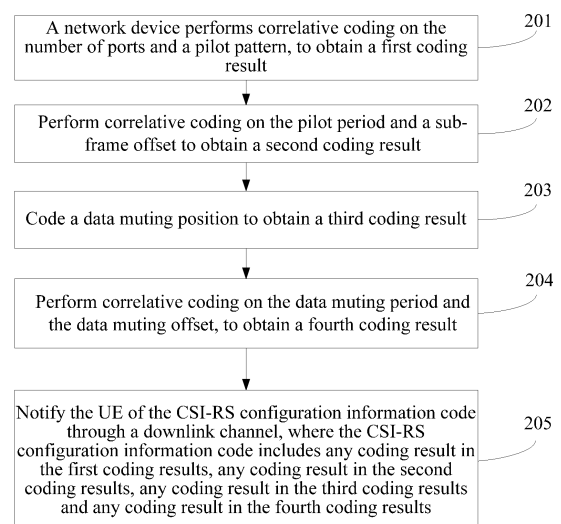 A network device performs correlative coding on the
number of ports and a pilot pattern, to obtain a first coding
result
201
Perform correlative coding on the pilot period and a sub-
frame offset to obtain a second coding result
202
Code a data muting position to obtain a third coding result
203
Perform correlative coding on the data muting period and
the data muting offset, to obtain a fourth coding result
204
Notify the UE of the CSI-RS configuration information code
through a downlink channel, where the CSI-RS
configuration information code includes any coding result in
the first coding results, any coding result in the second
coding results, any coding result in the third coding results
and any coding result in the fourth coding results
205